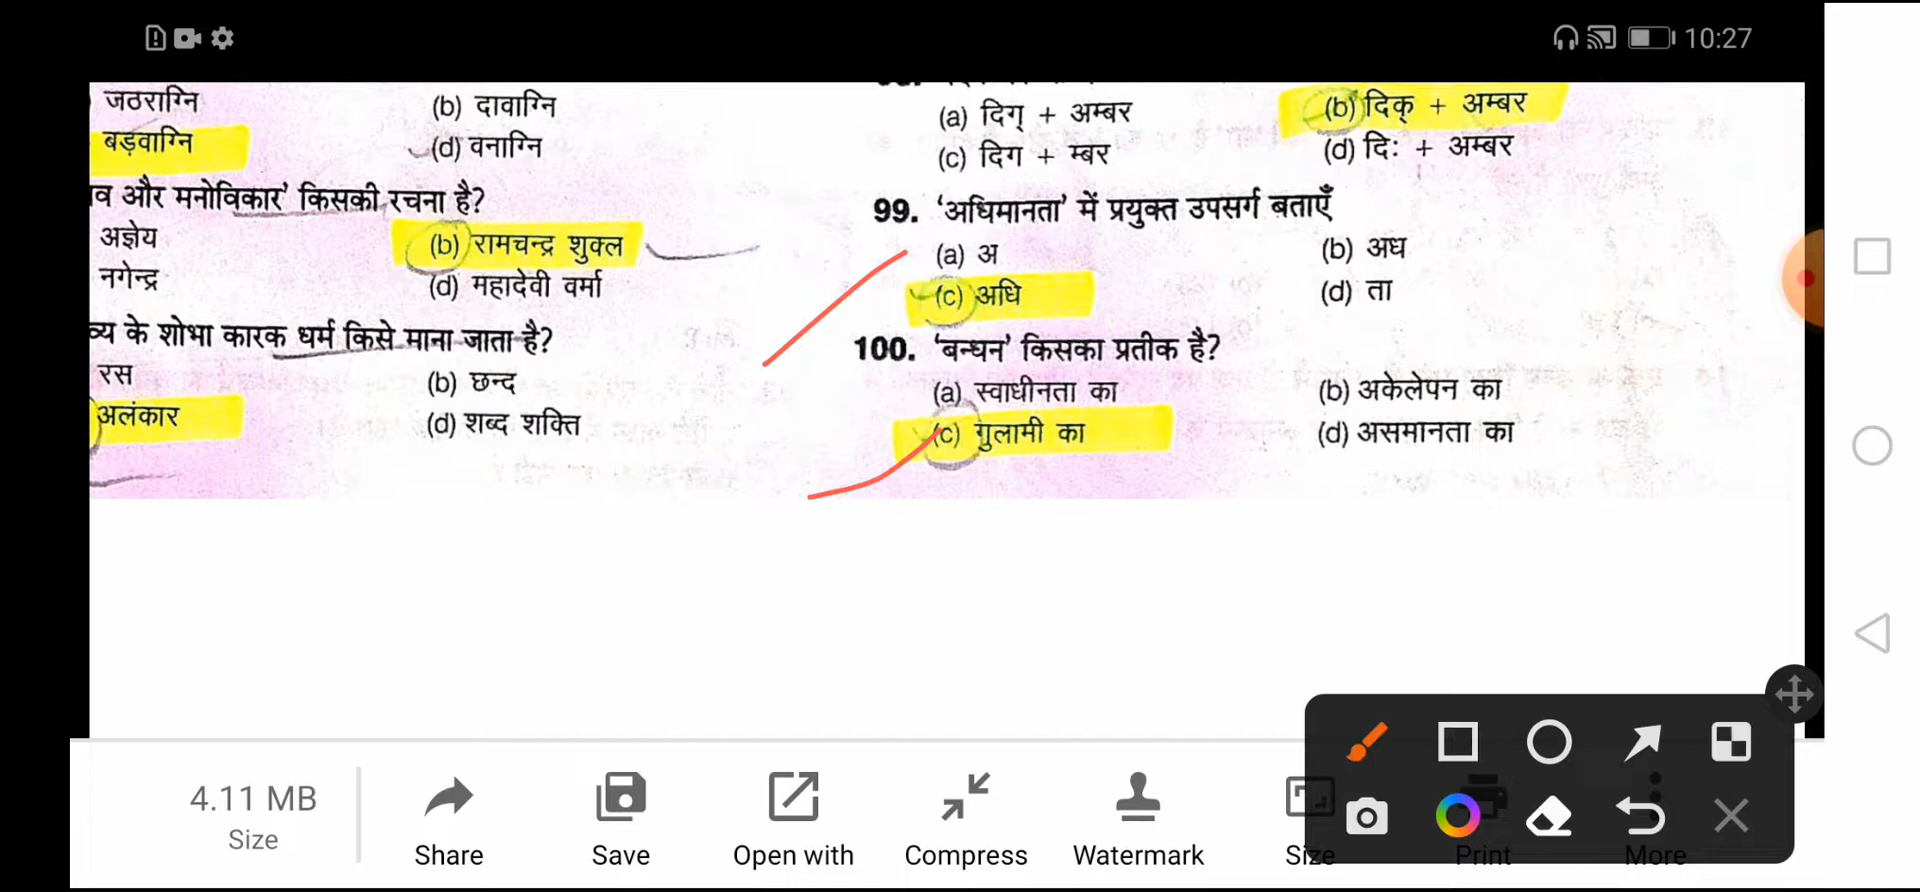 10:27
जठराग्नि
(b) दावाग्नि
बड़वाग्नि
(d) वनाग्नि
व और मनोविकार' किसकी रचना है?
अज्ञेय
(b) रामचन्द्र शुक्ल
नगेन्द्र
(d) महादेवी वर्मा
व्य के शोभा कारक धर्म किसे माना जाता है?
रस
(b) छन्द
अलंकार
(d) शब्द शक्ति
(a) दिग् + अम्बर
(b) दिक् + अम्बर
(c) दिग + म्बर
(d) दिः + अम्बर
99. 'अधिमानता' में प्रयुक्त उपसर्ग बताएँ
(a) अ
(b) अध
(c) अधि
(d) ता
100. 'बन्धन' किसका प्रतीक है?
(a) स्वाधीनता का
(b) अकेलेपन का
(c) गुलामी का
(d) असमानता का
4.11 MB
Size
Share
Save
Open with
Compress
Watermark
Size
Print
More